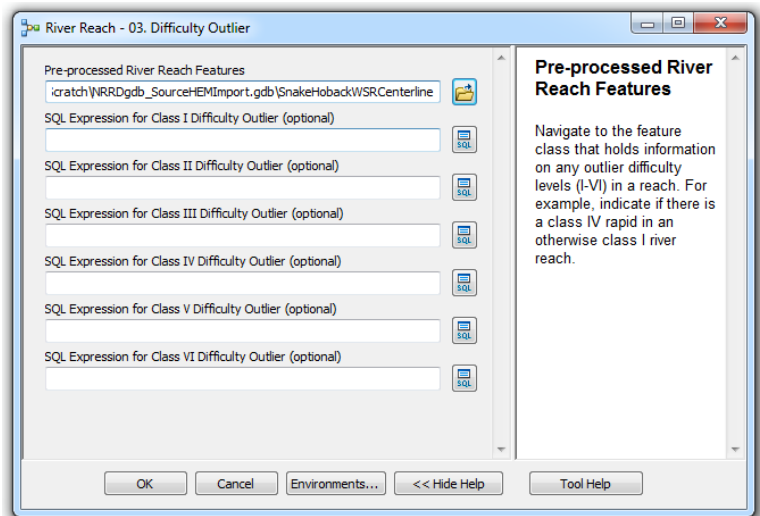 River Reach - 03. Difficulty Outlier
Pre-processed River Reach Features
Scratch\NRRDgdb_SourceHEMImport.gdb\SnakeHobackWSRCenterline
SQL Expression for Class I Difficulty Outlier (optional)
SQL
SQL Expression for Class II Difficulty Outlier (optional)
SQL
SQL Expression for Class III Difficulty Outlier (optional)
SQL
SQL Expression for Class IV Difficulty Outlier (optional)
SQL
SQL Expression for Class V Difficulty Outlier (optional)
SQL
SQL Expression for Class VI Difficulty Outlier (optional)
SQL
OK Cancel Environments... << Hide Help Tool Help
Pre-processed River
Reach Features
Navigate to the feature
class that holds information
on any outlier difficulty
levels (I-VI) in a reach. For
example, indicate if there is
a class IV rapid in an
otherwise class I river
reach.